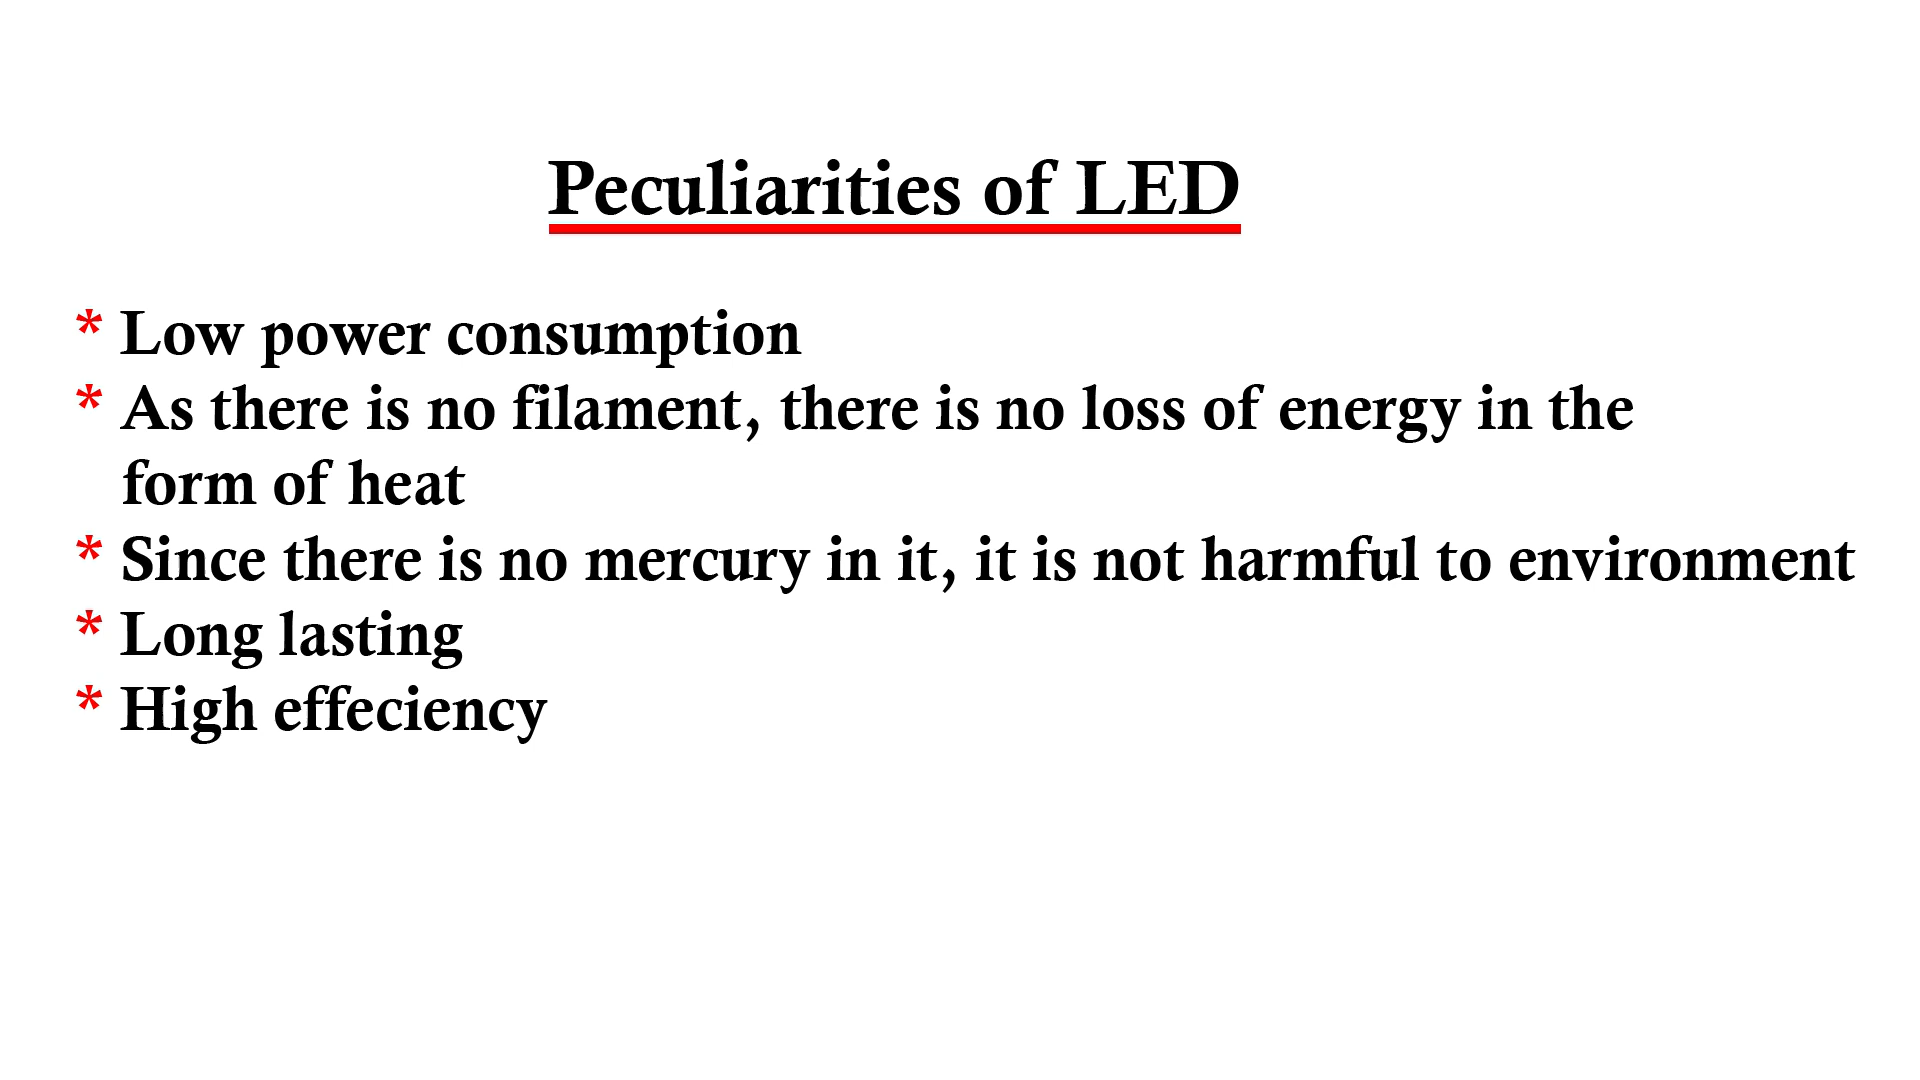 Peculiarities of LED
* Low power consumption
* As there is no filament, there is no loss of energy in the
form of heat
* Since there is no mercury in it, it is not harmful to environment
* Long lasting
* High effeciency